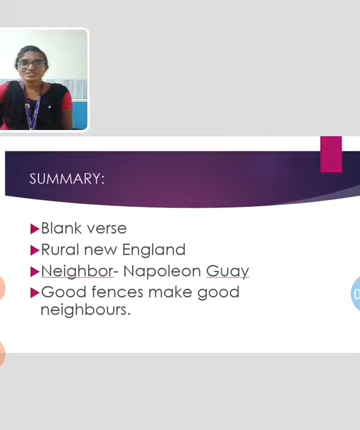 SUMMARY:
Blank verse
Rural new England
Neighbor- Napoleon Guay
Good fences make good
neighbours.